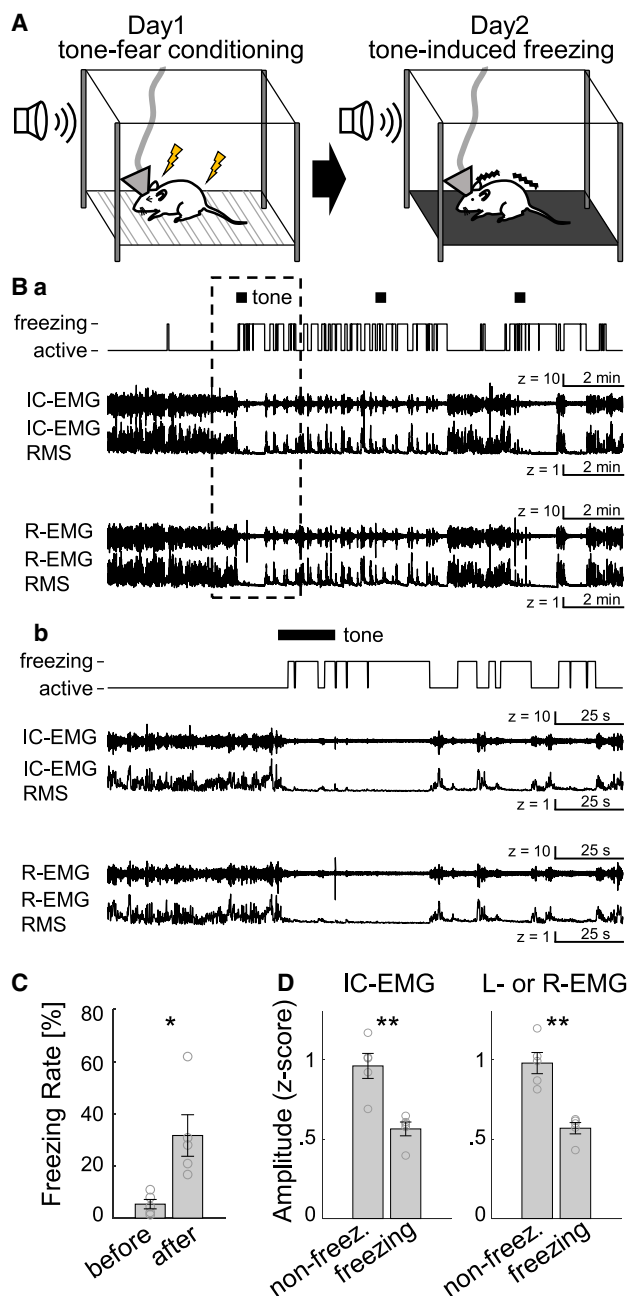 A
Day1
tone-fear conditioning
Day2
tone-induced freezing
B a
tone
freezing
active
z = 10
2 min
IC-EMG
IC-EMG
RMS
z = 1
2 min
z = 10
2 min
R-EMG
R-EMG
RMS
z = 1
2 min
b
tone
freezing
active
z = 10
25 s
IC-EMG
IC-EMG
RMS
z = 1
25 s
z = 10
25 s
R-EMG
R-EMG
RMS
z = 1
25 s
C
Freezing Rate [%]
80
60
40
20
0
*
before
after
D
IC-EMG
L- or R-EMG
Amplitude (z-score)
1
.5
0
**
non-freez.
freezing
1
.5
0
**
non-freez.
freezing